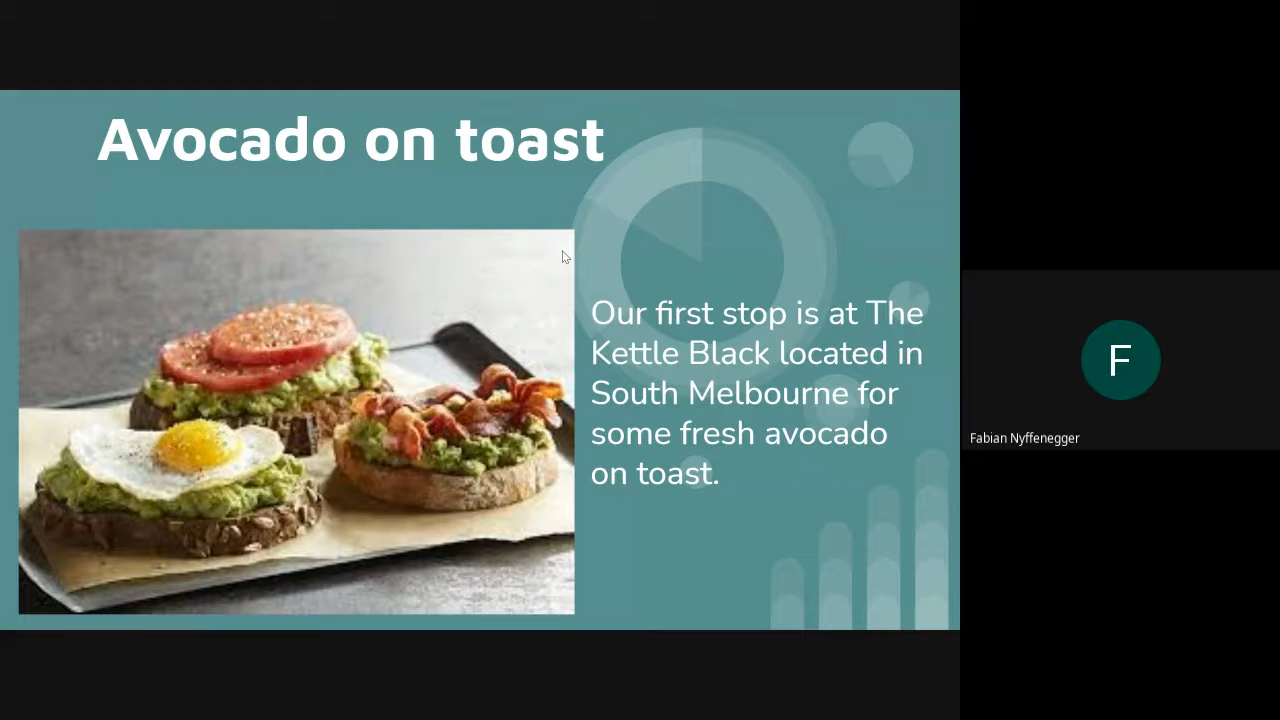 Avocado on toast
Our first stop is at The
Kettle Black located in
South Melbourne for
some fresh avocado
on toast.
F
Fabian Nyffenegger